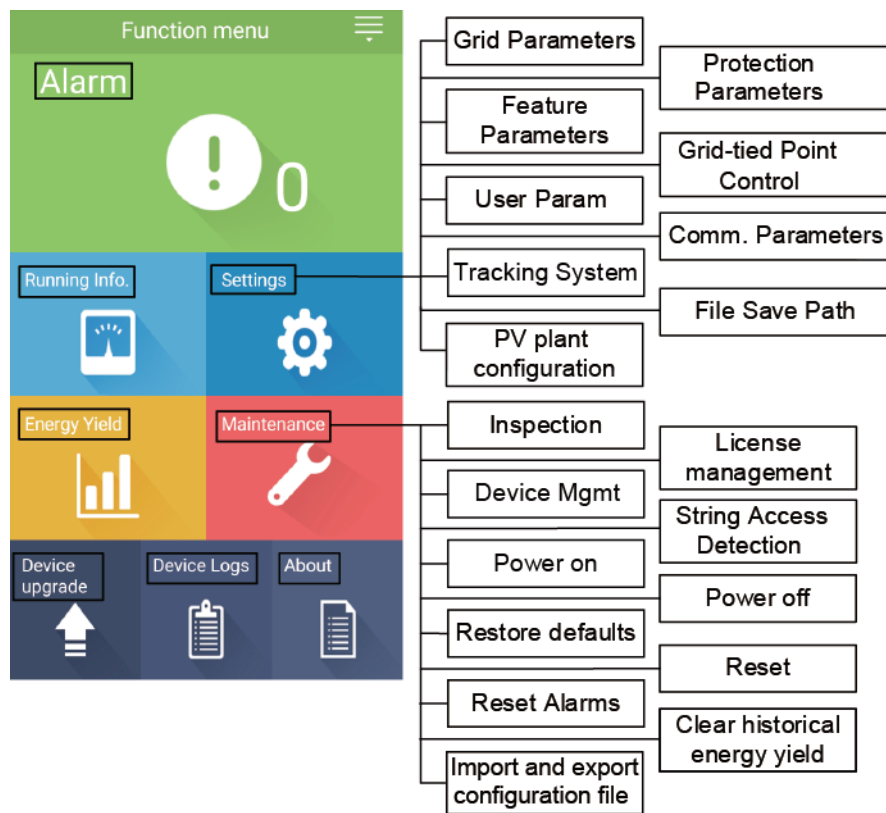 Function menu
Alarm
0
Running Info.
Settings
Energy Yield
Maintenance
Device
upgrade
Device Logs
About
Grid Parameters
Protection
Parameters
Feature
Parameters
Grid-tied Point
Control
User Param
Comm. Parameters
Tracking System
File Save Path
PV plant
configuration
Inspection
License
management
Device Mgmt
String Access
Detection
Power on
Power off
Restore defaults
Reset
Reset Alarms
Clear historical
energy yield
Import and export
configuration file